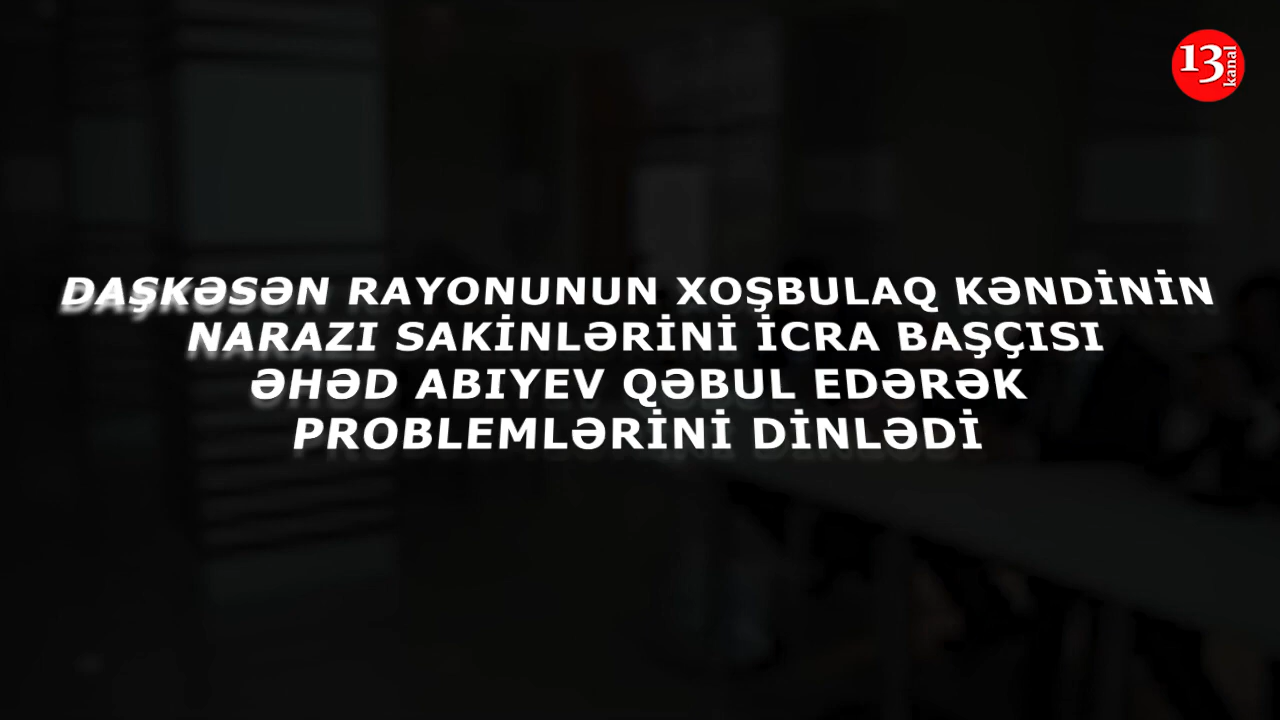 13 kanal
DAŞKƏSƏN RAYONUNUN XOŞBULAQ KƏNDİNİN
NARAZI SAKİNLƏRİNİ İCRA BAŞÇISI
ƏHƏD ABIYEV QƏBUL EDƏRƏK
PROBLEMLƏRİNİ DİNLƏDİ